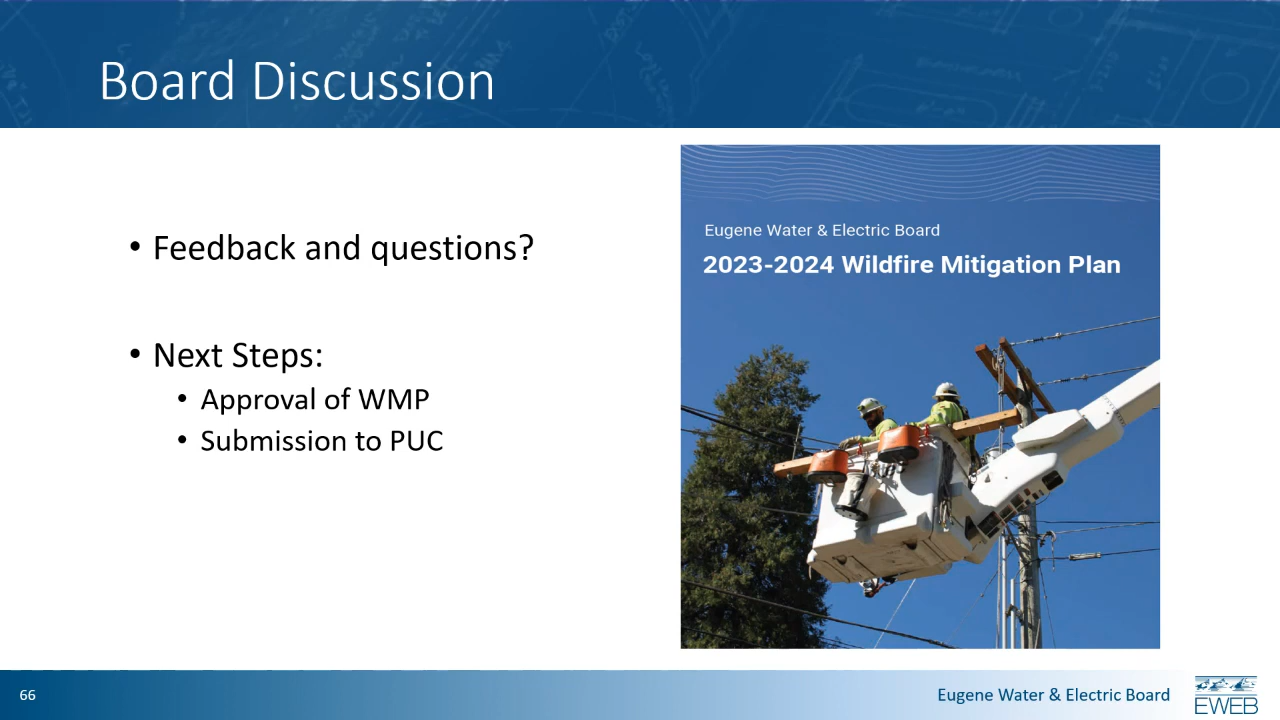 Board Discussion
• Feedback and questions?
• Next Steps:
• Approval of WMP
• Submission to PUC
Eugene Water & Electric Board
2023-2024 Wildfire Mitigation Plan
66
Eugene Water & Electric Board
EWEB